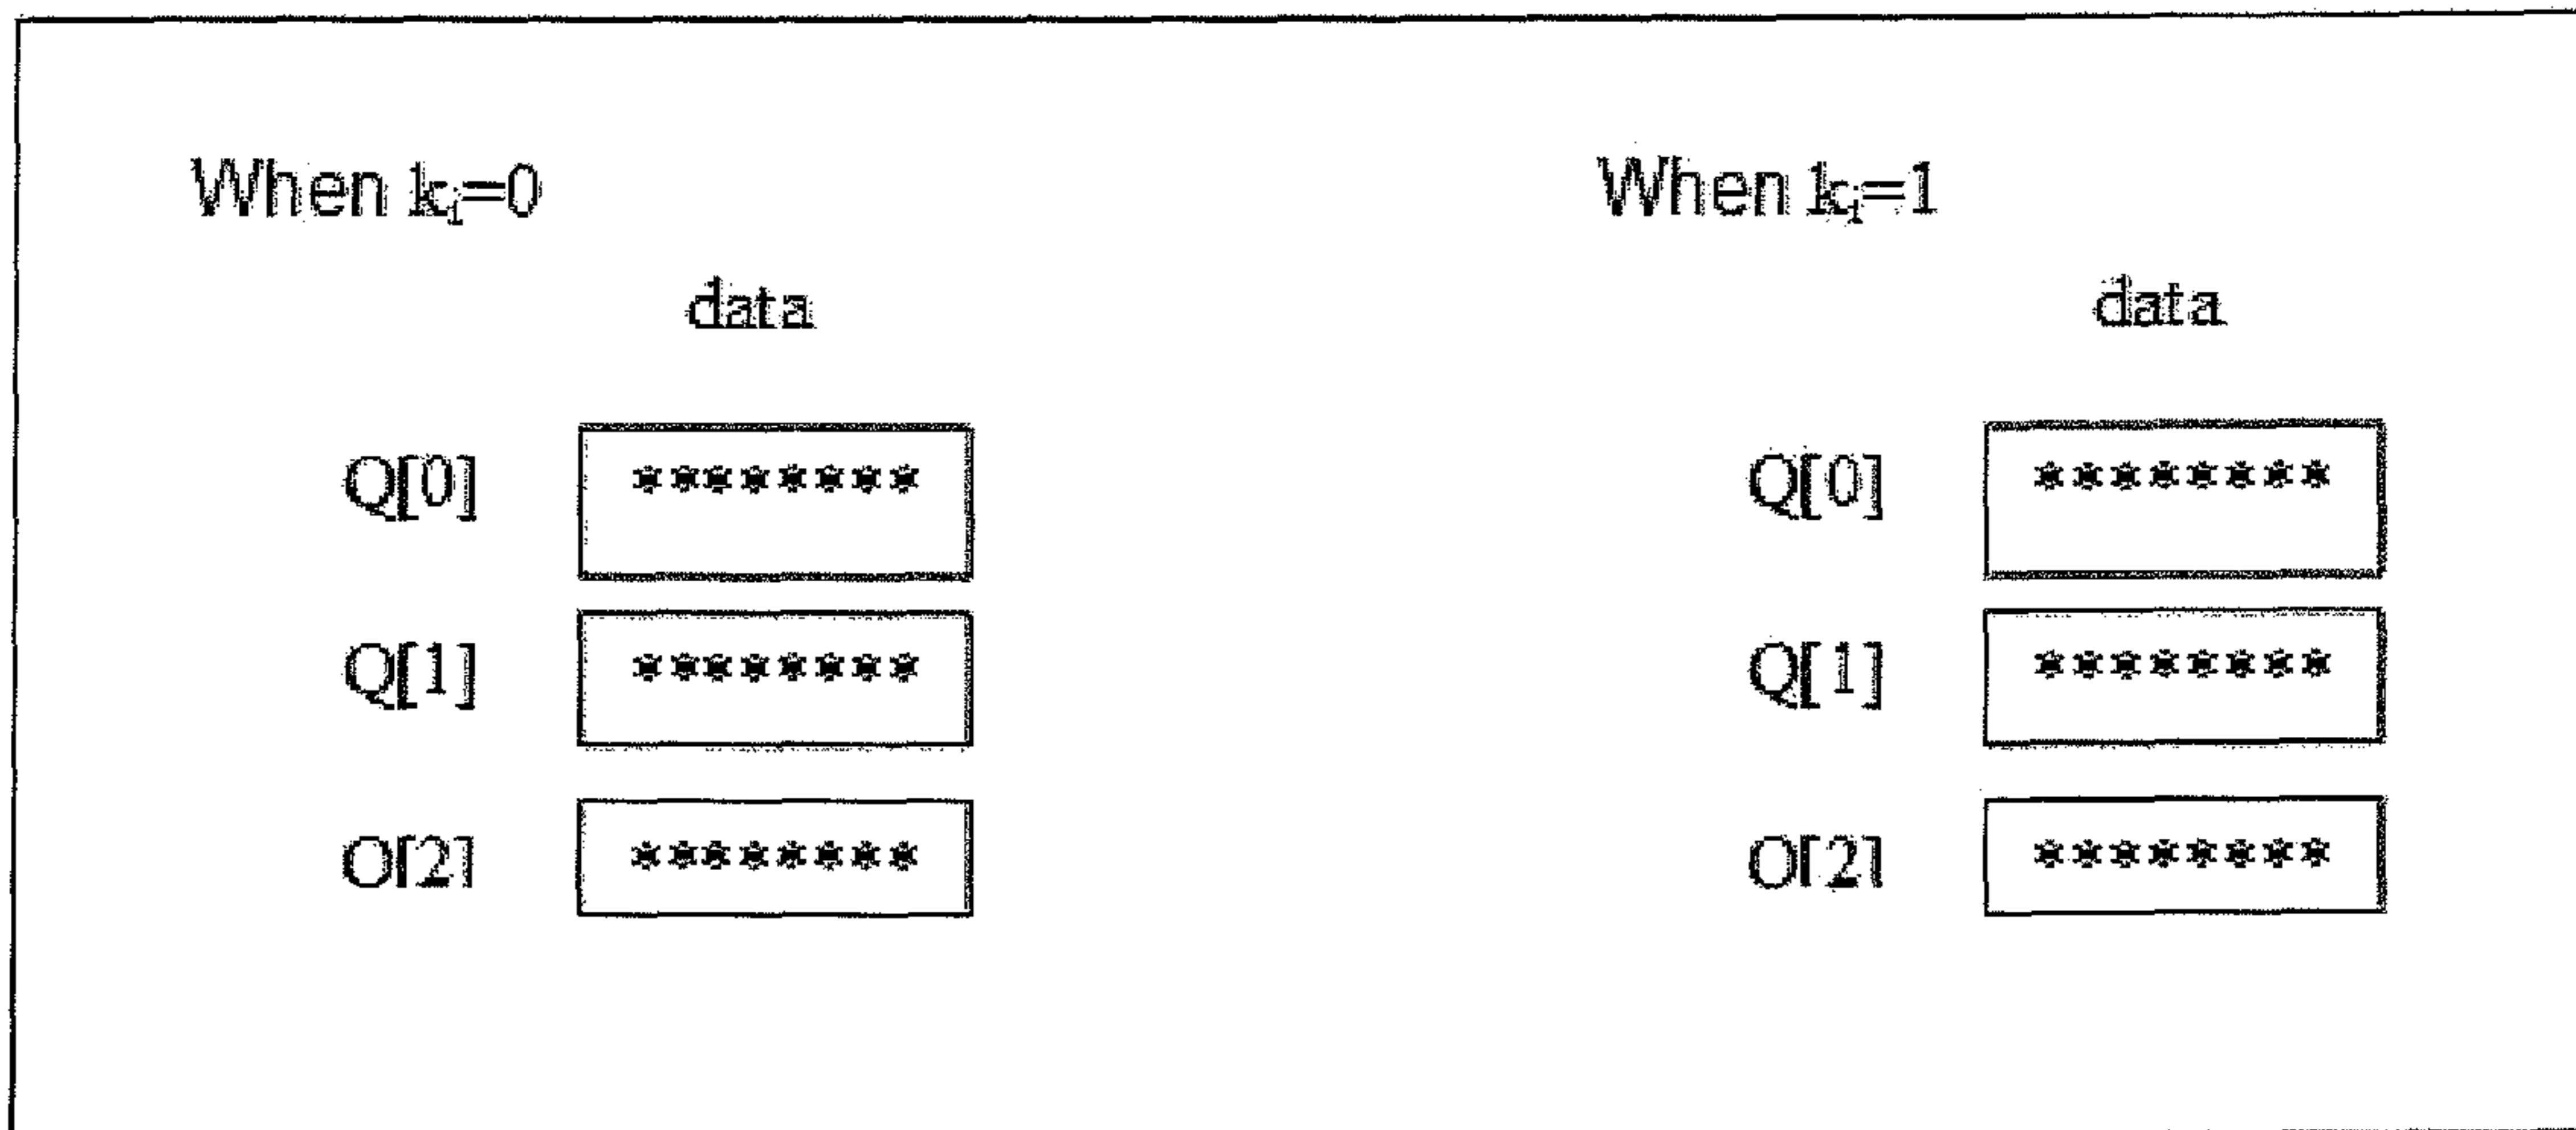 When kᵢ=0 When kᵢ=1
data data
Q[0] ******** Q[0] ********
Q[1] ******** Q[1] ********
Q[2] ******** Q[2] ********